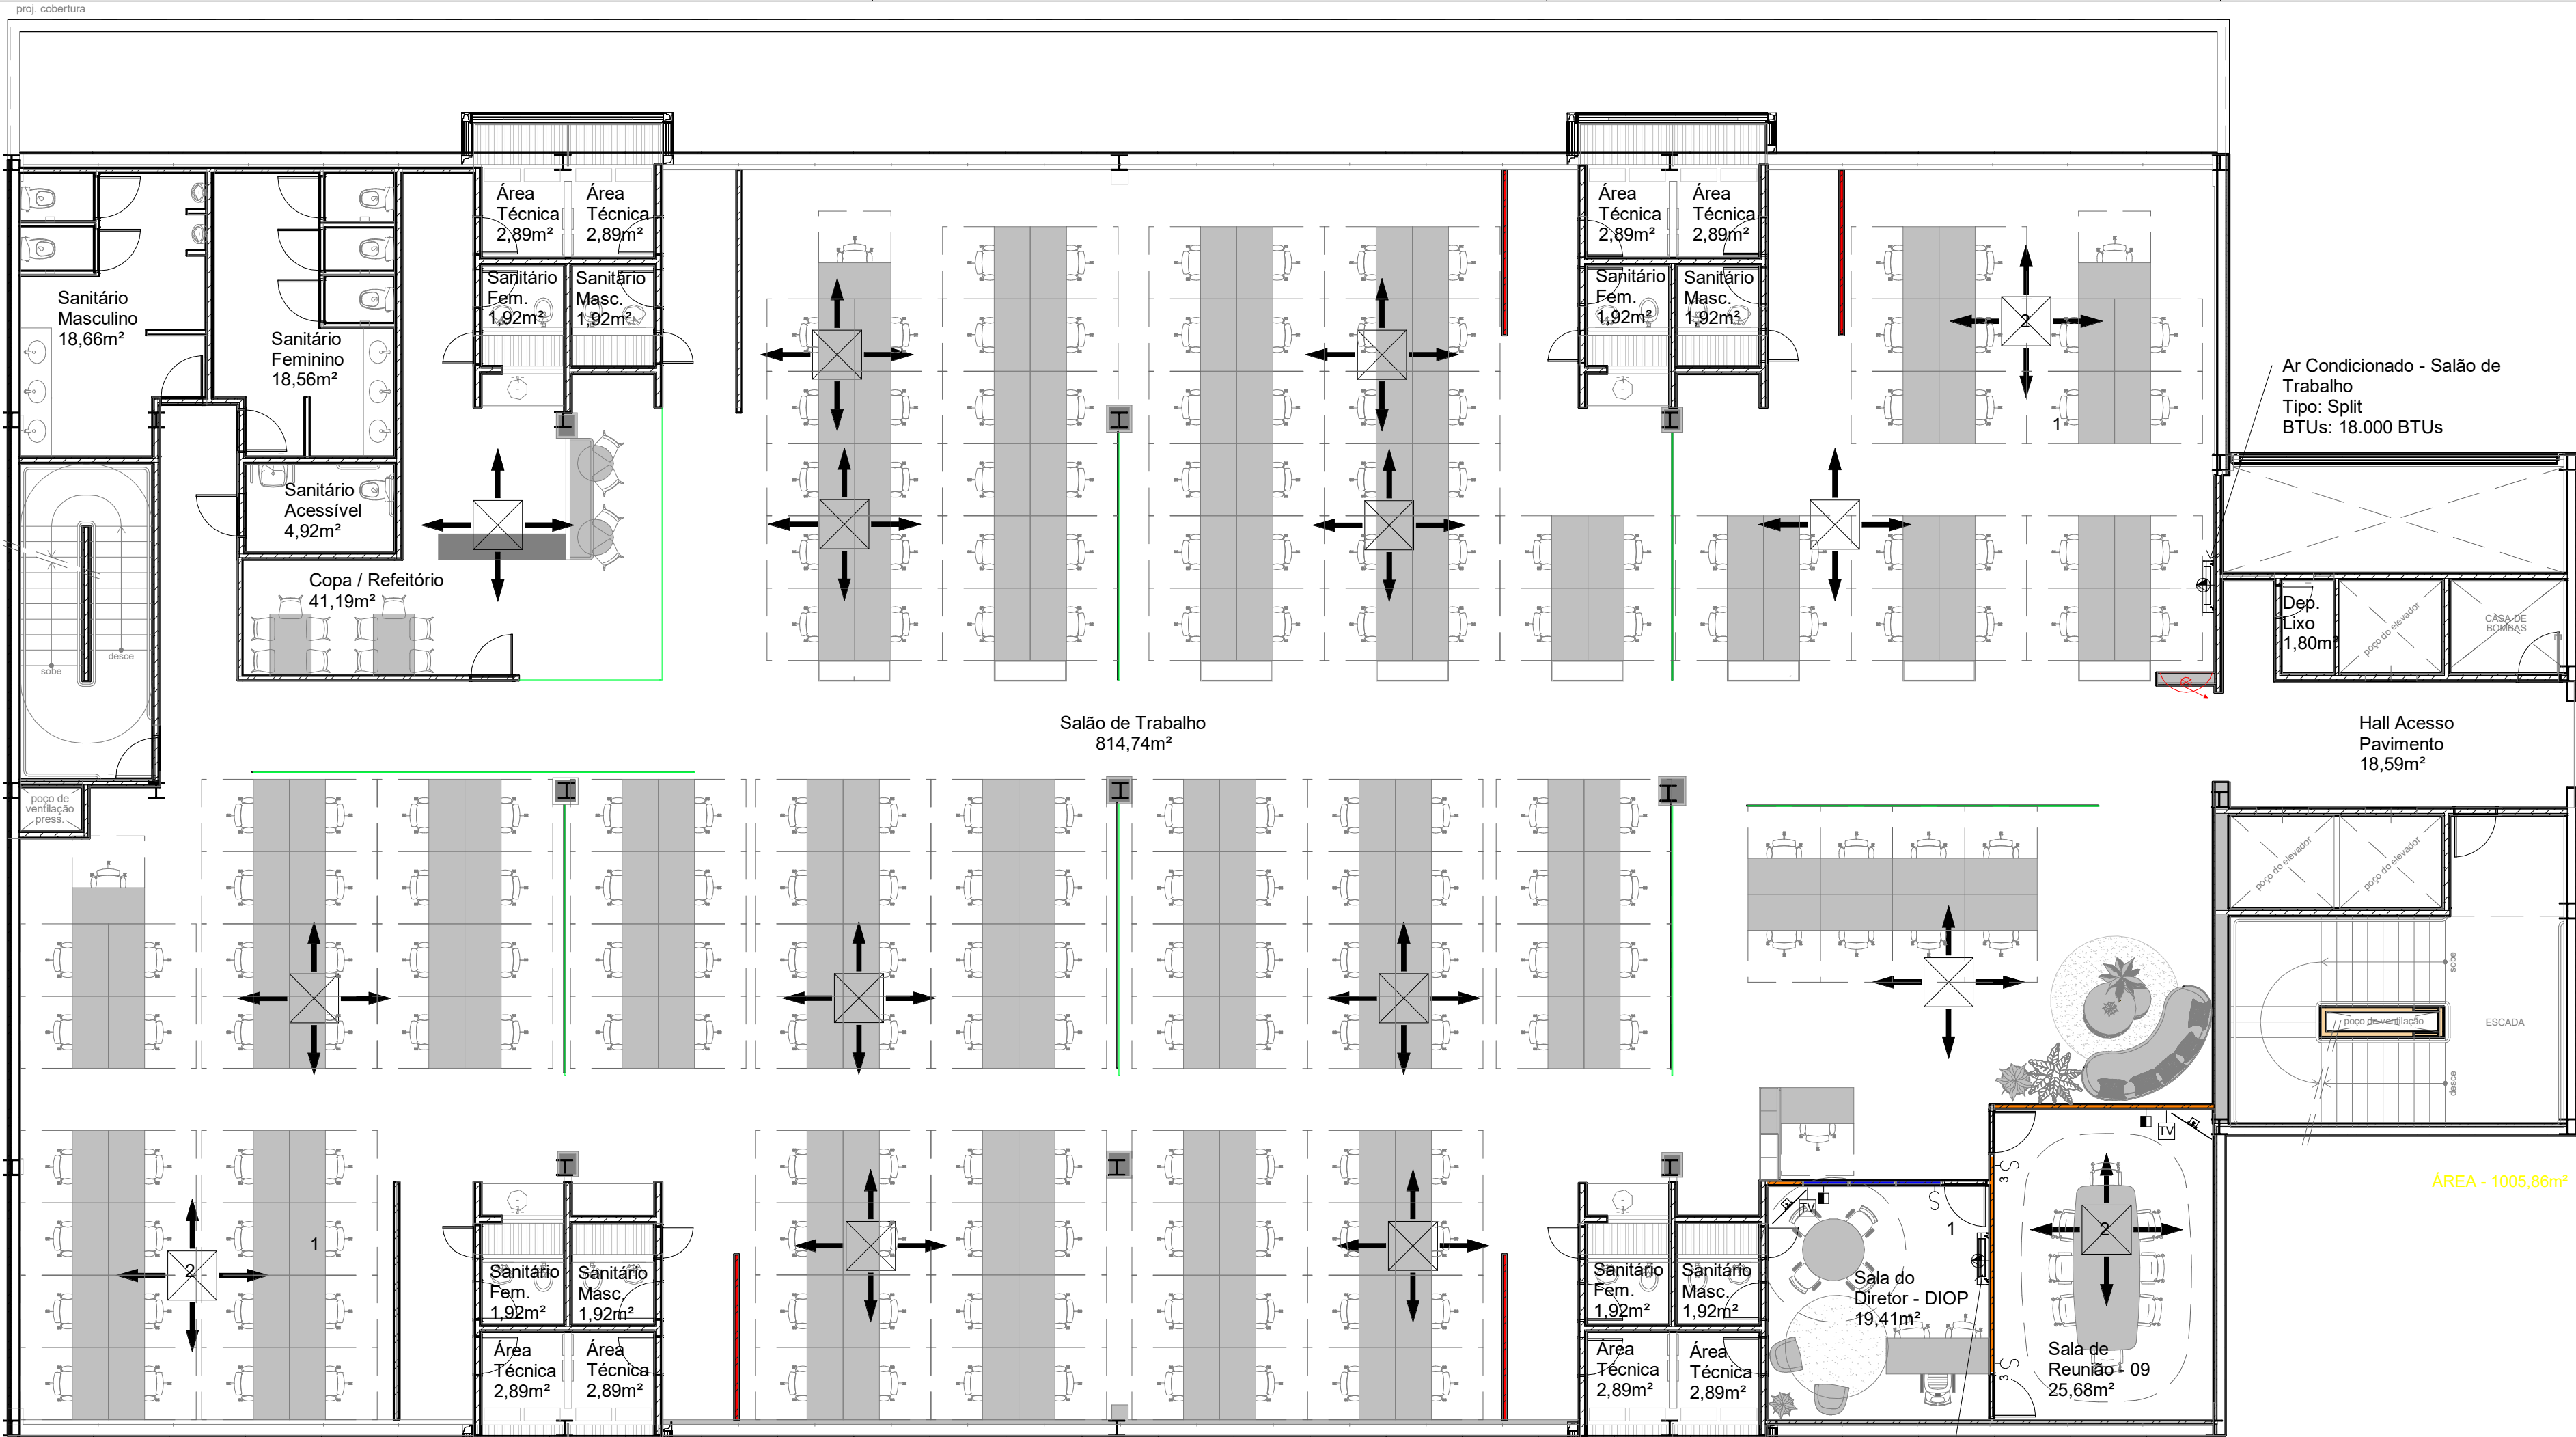 proj. cobertura
Área
Técnica
2,89m²
Área
Técnica
2,89m²
Área
Técnica
2,89m²
Área
Técnica
2,89m²
Sanitário
Masculino
18,66m²
Sanitário
Feminino
18,56m²
Sanitário
Fem.
1,92m²
Sanitário
Masc.
1,92m²
Sanitário
Fem.
1,92m²
Sanitário
Masc.
1,92m²
2
1
Ar Condicionado - Salão de
Trabalho
Tipo: Split
BTUs: 18.000 BTUs
Sanitário
Acessível
4,92m²
Copa / Refeitório
41,19m²
sobe
desce
Dep.
Lixo
1,80m²
poço do elevador
CASA DE
BOMBAS
Salão de Trabalho
814,74m²
Hall Acesso
Pavimento
18,59m²
poço de
ventilação
press.
poço do elevador
poço do elevador
sobe
poço de ventilação
ESCADA
desce
TV
ÁREA - 1005,86m²
3
S
S
TV
1
2
2
1
Sanitário
Fem.
1,92m²
Sanitário
Masc.
1,92m²
Sanitário
Fem.
1,92m²
Sanitário
Masc.
1,92m²
Sala do
Diretor - DIOP
19,41m²
Sala de
Reunião - 09
25,68m²
3
S
Área
Técnica
2,89m²
Área
Técnica
2,89m²
Área
Técnica
2,89m²
Área
Técnica
2,89m²